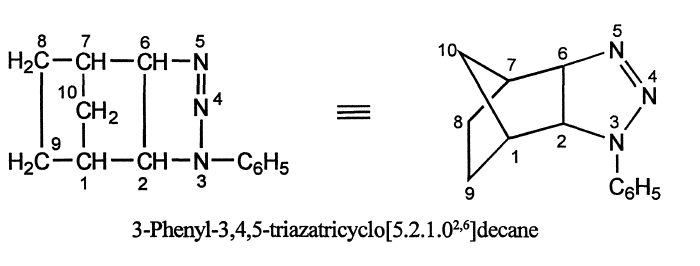 8 7 6 5
H₂C—CH—CH—N
10 CH₂ N 4
9
H₂C—CH—CH—N—C₆H₅
1 2 3
≡
10 7 6 5
4
N N N
8 3
1 2
9
C₆H₅
3-Phenyl-3,4,5-triazatricyclo[5.2.1.0²,⁶]decane